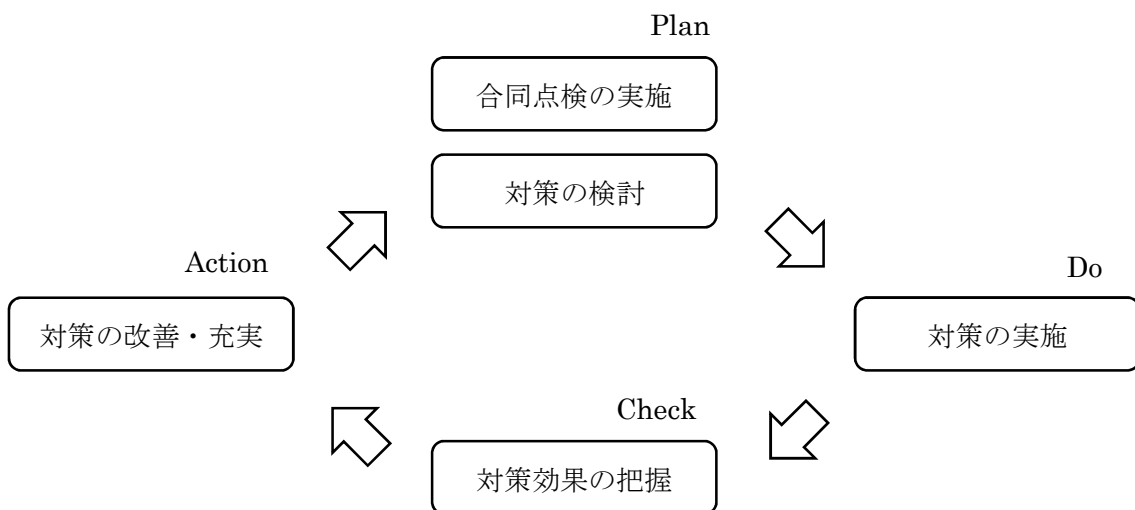 Plan
合同点検の実施
対策の検討
Action
Do
対策の改善・充実
対策の実施
Check
対策効果の把握